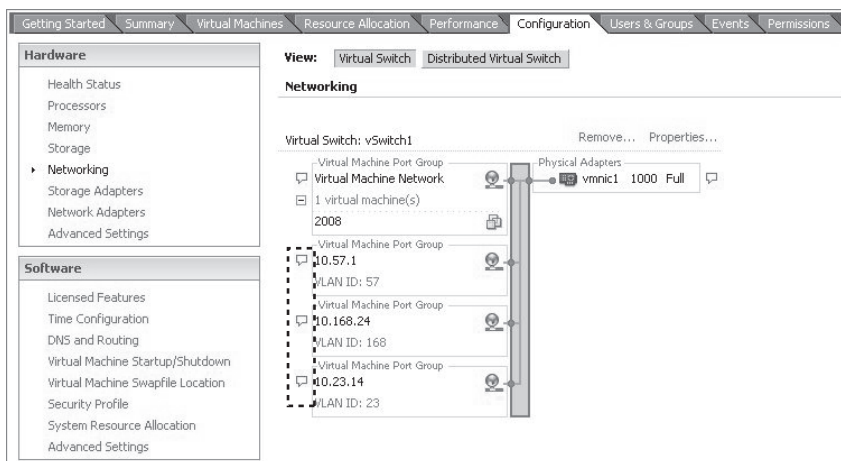 Getting Started Summary Virtual Machines Resource Allocation Performance Configuration Users & Groups Events Permissions
Hardware
Health Status
Processors
Memory
Storage
Networking
Storage Adapters
Network Adapters
Advanced Settings
Software
Licensed Features
Time Configuration
DNS and Routing
Virtual Machine Startup/Shutdown
Virtual Machine Swapfile Location
Security Profile
System Resource Allocation
Advanced Settings
View: Virtual Switch Distributed Virtual Switch
Networking
Virtual Switch: vSwitch1 Remove... Properties...
Virtual Machine Port Group Physical Adapters
Virtual Machine Network vmnic1 1000 Full
1 virtual machine(s)
2008
Virtual Machine Port Group
10.57.1
VLAN ID: 57
Virtual Machine Port Group
10.168.24
VLAN ID: 168
Virtual Machine Port Group
10.23.14
VLAN ID: 23